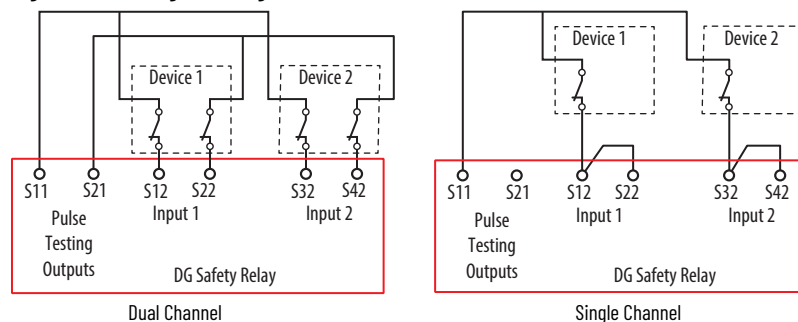 Device 1
Device 2
S11
S21
S12
S22
S32
S42
Input 1
Input 2
Pulse
Testing
Outputs
DG Safety Relay
Dual Channel
Device 1
Device 2
S11
S21
S12
S22
S32
S42
Input 1
Input 2
Pulse
Testing
Outputs
DG Safety Relay
Single Channel